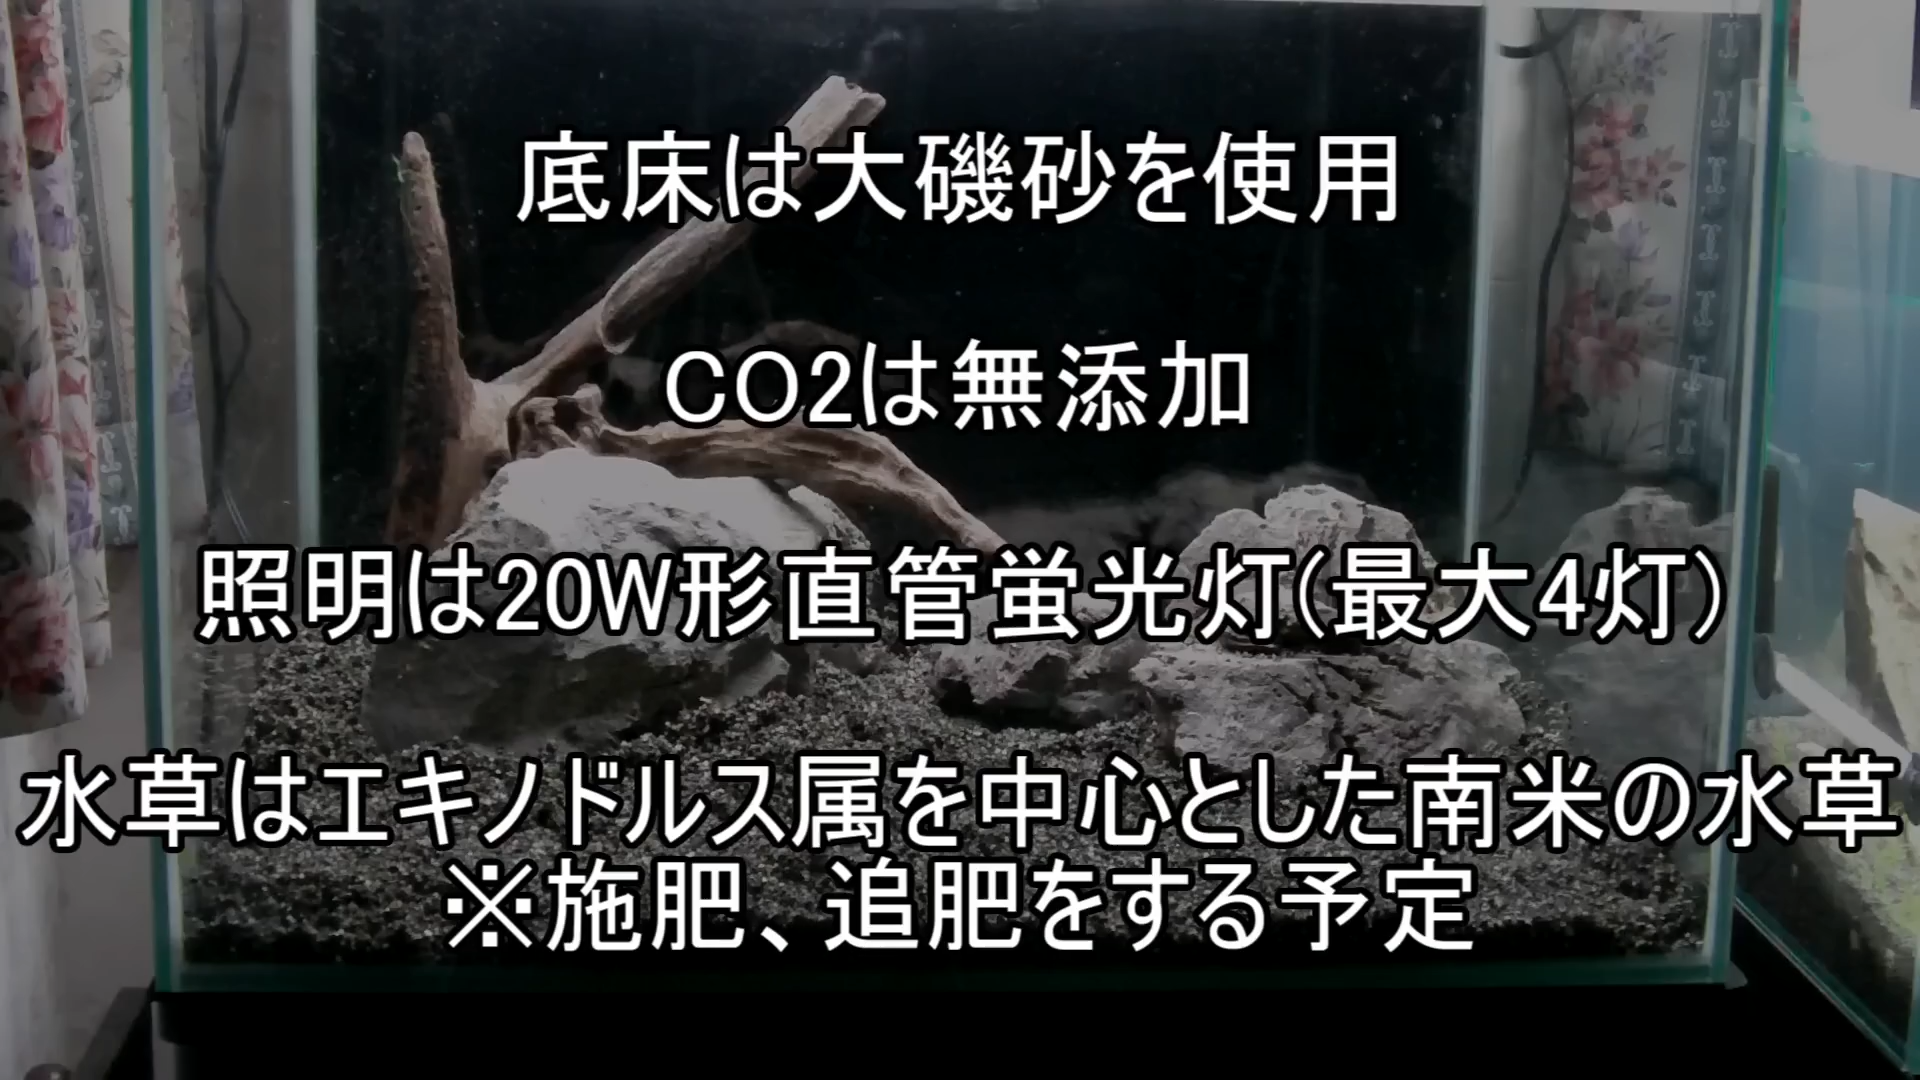 底床は大磯砂を使用
CO2は無添加
照明は20W形直管蛍光灯(最大4灯)
水草はエキノドルス属を中心とした南米の水草
※施肥、追肥をする予定